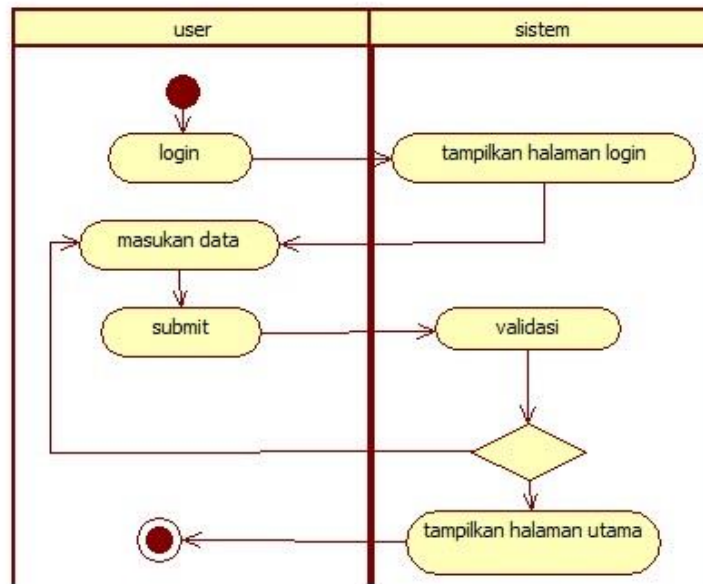 user
sistem
login
tampilkan halaman login
masukan data
submit
validasi
tampilkan halaman utama